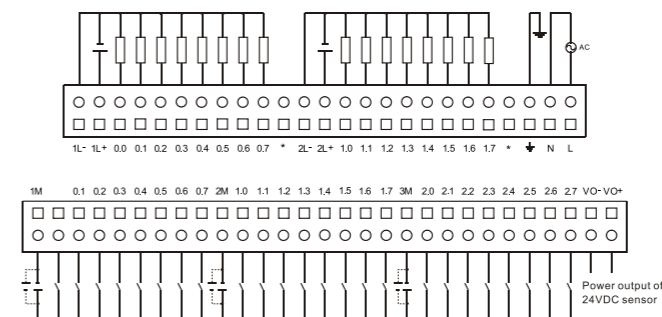 AC
1L- 1L+ 0.0 0.1 0.2 0.3 0.4 0.5 0.6 0.7 * 2L- 2L+ 1.0 1.1 1.2 1.3 1.4 1.5 1.6 1.7 * N L
1M 0.1 0.2 0.3 0.4 0.5 0.6 0.7 2M 1.0 1.1 1.2 1.3 1.4 1.5 1.6 1.7 3M 2.0 2.1 2.2 2.3 2.4 2.5 2.6 2.7 VO- VO+
Power output of
24VDC sensor